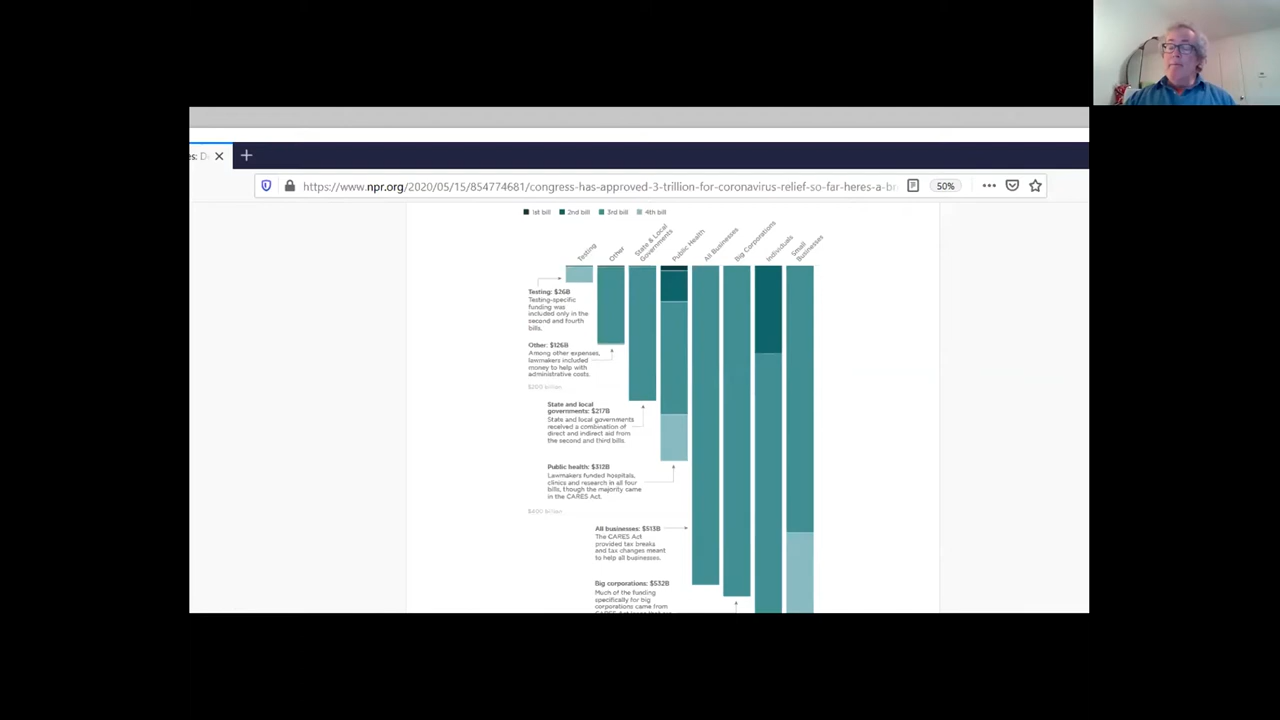 es: D
https://www.npr.org/2020/05/15/854774681/congress-has-approved-3-trillion-for-coronavirus-relief-so-far-heres-a-br
50%
1st bill 2nd bill 3rd bill 4th bill
Testing
Other
State & Local
Governments
Public Health
All Businesses
Big Corporations
Individuals
Small
Businesses
Testing: $26B
Testing-specific
funding was
included only in the
second and fourth
bills.
Other: $126B
Among other expenses,
lawmakers included
money to help with
administrative costs.
$200 billion
State and local
governments: $217B
State and local governments
received a combination of
direct and indirect aid from
the second and third bills.
Public health: $312B
Lawmakers funded hospitals,
clinics and research in all four
bills, though the majority came
in the CARES Act.
$400 billion
All businesses: $513B
The CARES Act
provided tax breaks
and tax changes meant
to help all businesses.
Big corporations: $532B
Much of the funding
specifically for big
corporations came from